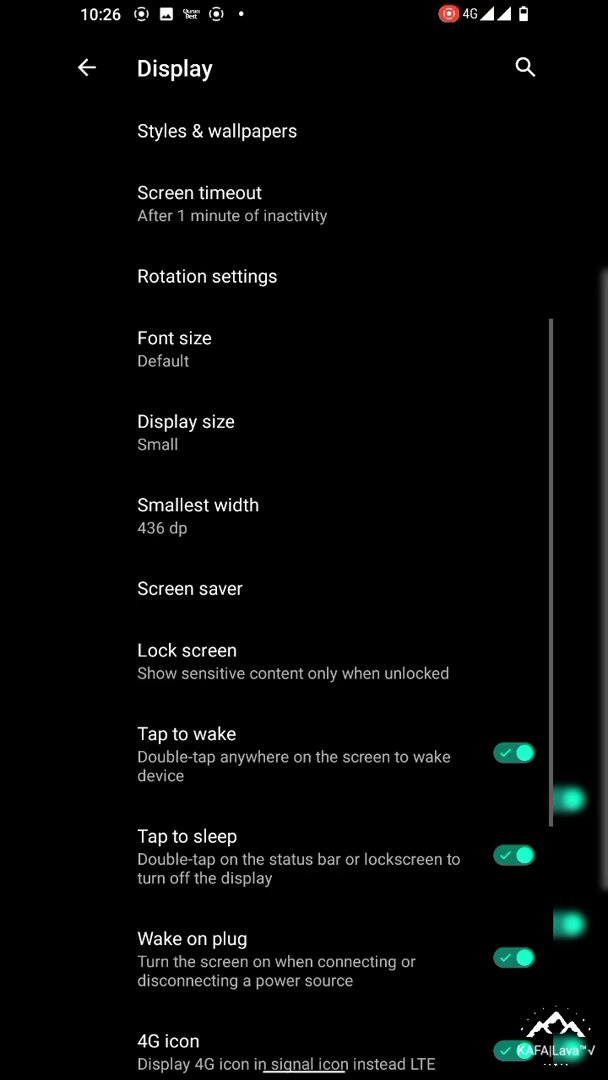 10:26
Quran
Best
4G
Display
Styles & wallpapers
Screen timeout
After 1 minute of inactivity
Rotation settings
Font size
Default
Display size
Small
Smallest width
436 dp
Screen saver
Lock screen
Show sensitive content only when unlocked
Tap to wake
Double-tap anywhere on the screen to wake
device
Tap to sleep
Double-tap on the status bar or lockscreen to
turn off the display
Wake on plug
Turn the screen on when connecting or
disconnecting a power source
4G icon
Display 4G icon in signal icon instead LTE
KAFA|Lava™√